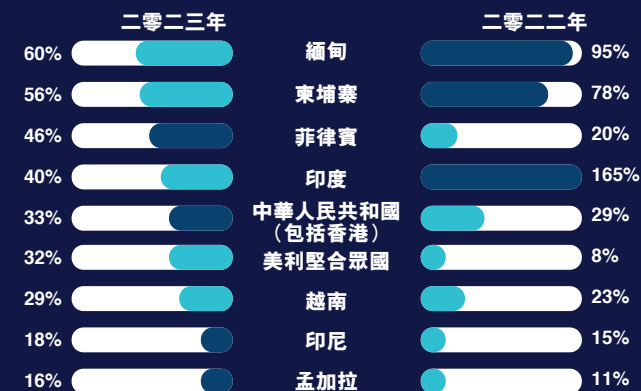 二零二三年 二零二二年
60% 緬甸 95%
56% 柬埔寨 78%
46% 菲律賓 20%
40% 印度 165%
33% 中華人民共和國 29%
（包括香港）
32% 美利堅合眾國 8%
29% 越南 23%
18% 印尼 15%
16% 孟加拉 11%